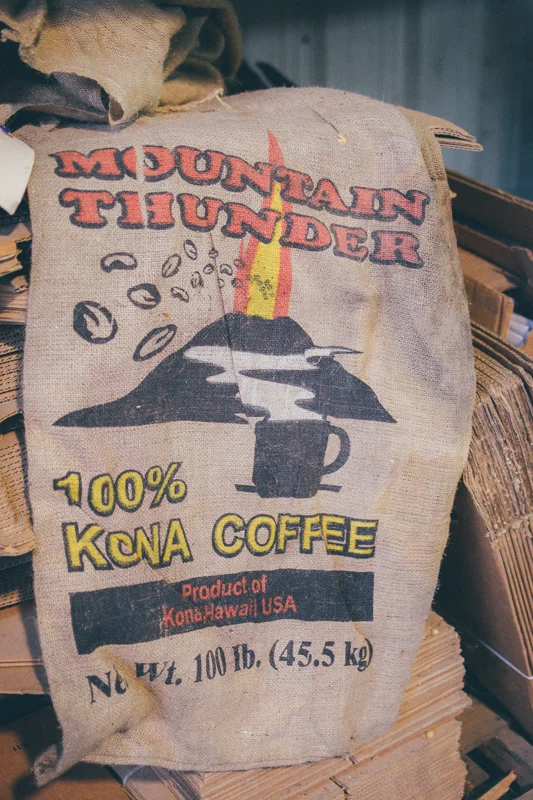 MOUNTAIN
THUNDER
100%
KONA COFFEE
Product of
Kona, Hawaii USA
Net Wt. 100 lb. (45.5 kg)